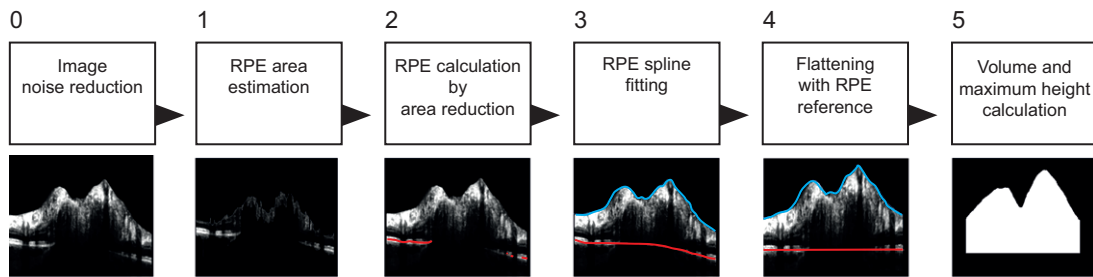 0
1
2
3
4
5
Image
noise reduction
RPE area
estimation
RPE calculation
by
area reduction
RPE spline
fitting
Flattening
with RPE
reference
Volume and
maximum height
calculation